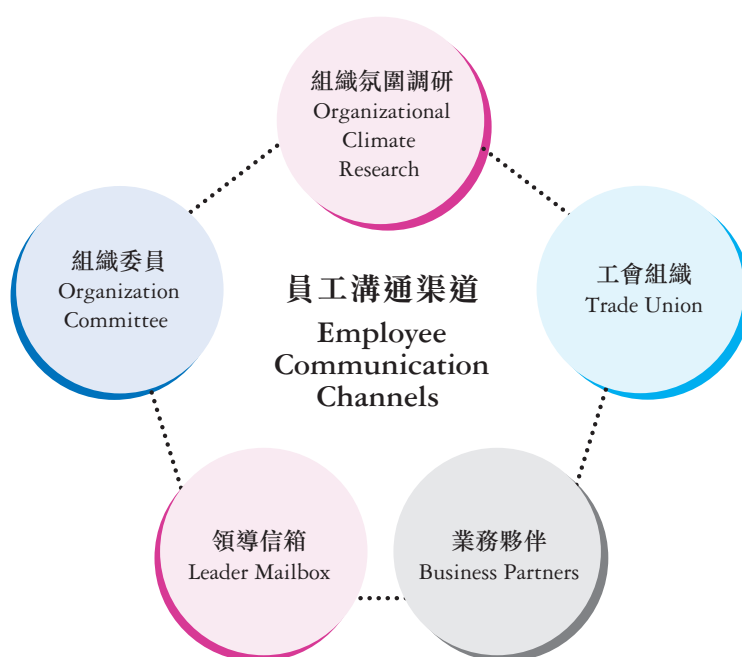 組織氛圍調研
Organizational
Climate
Research
組織委員
Organization
Committee
員工溝通渠道
Employee
Communication
Channels
工會組織
Trade Union
領導信箱
Leader Mailbox
業務夥伴
Business Partners